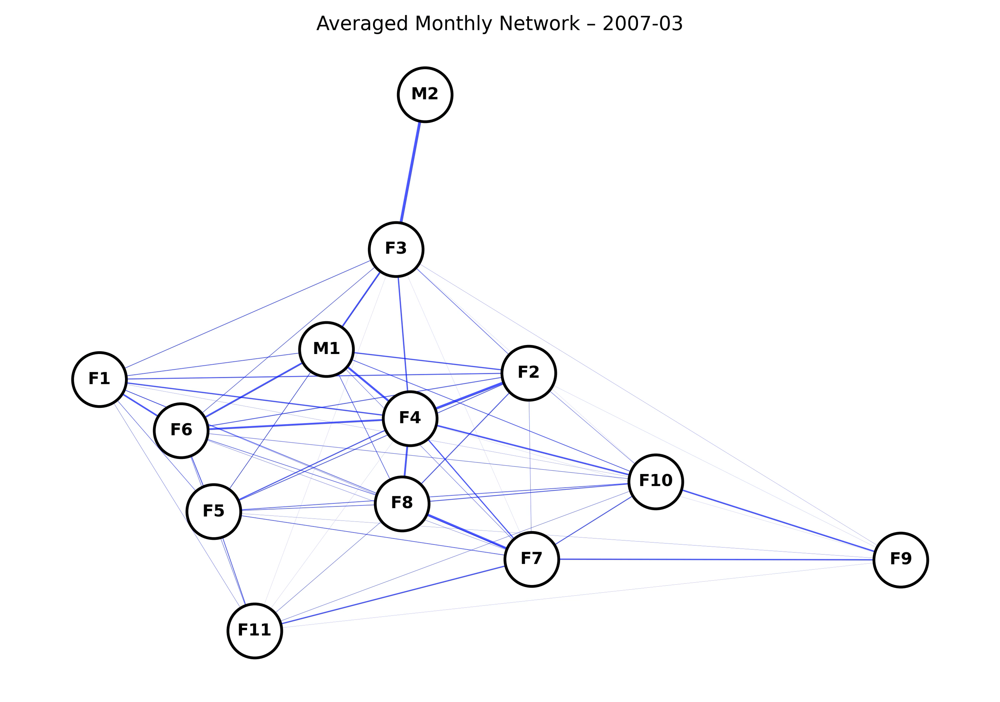 Averaged Monthly Network – 2007-03
M2
F3
M1
F2
F1
F4
F6
F10
F8
F5
F7
F9
F11